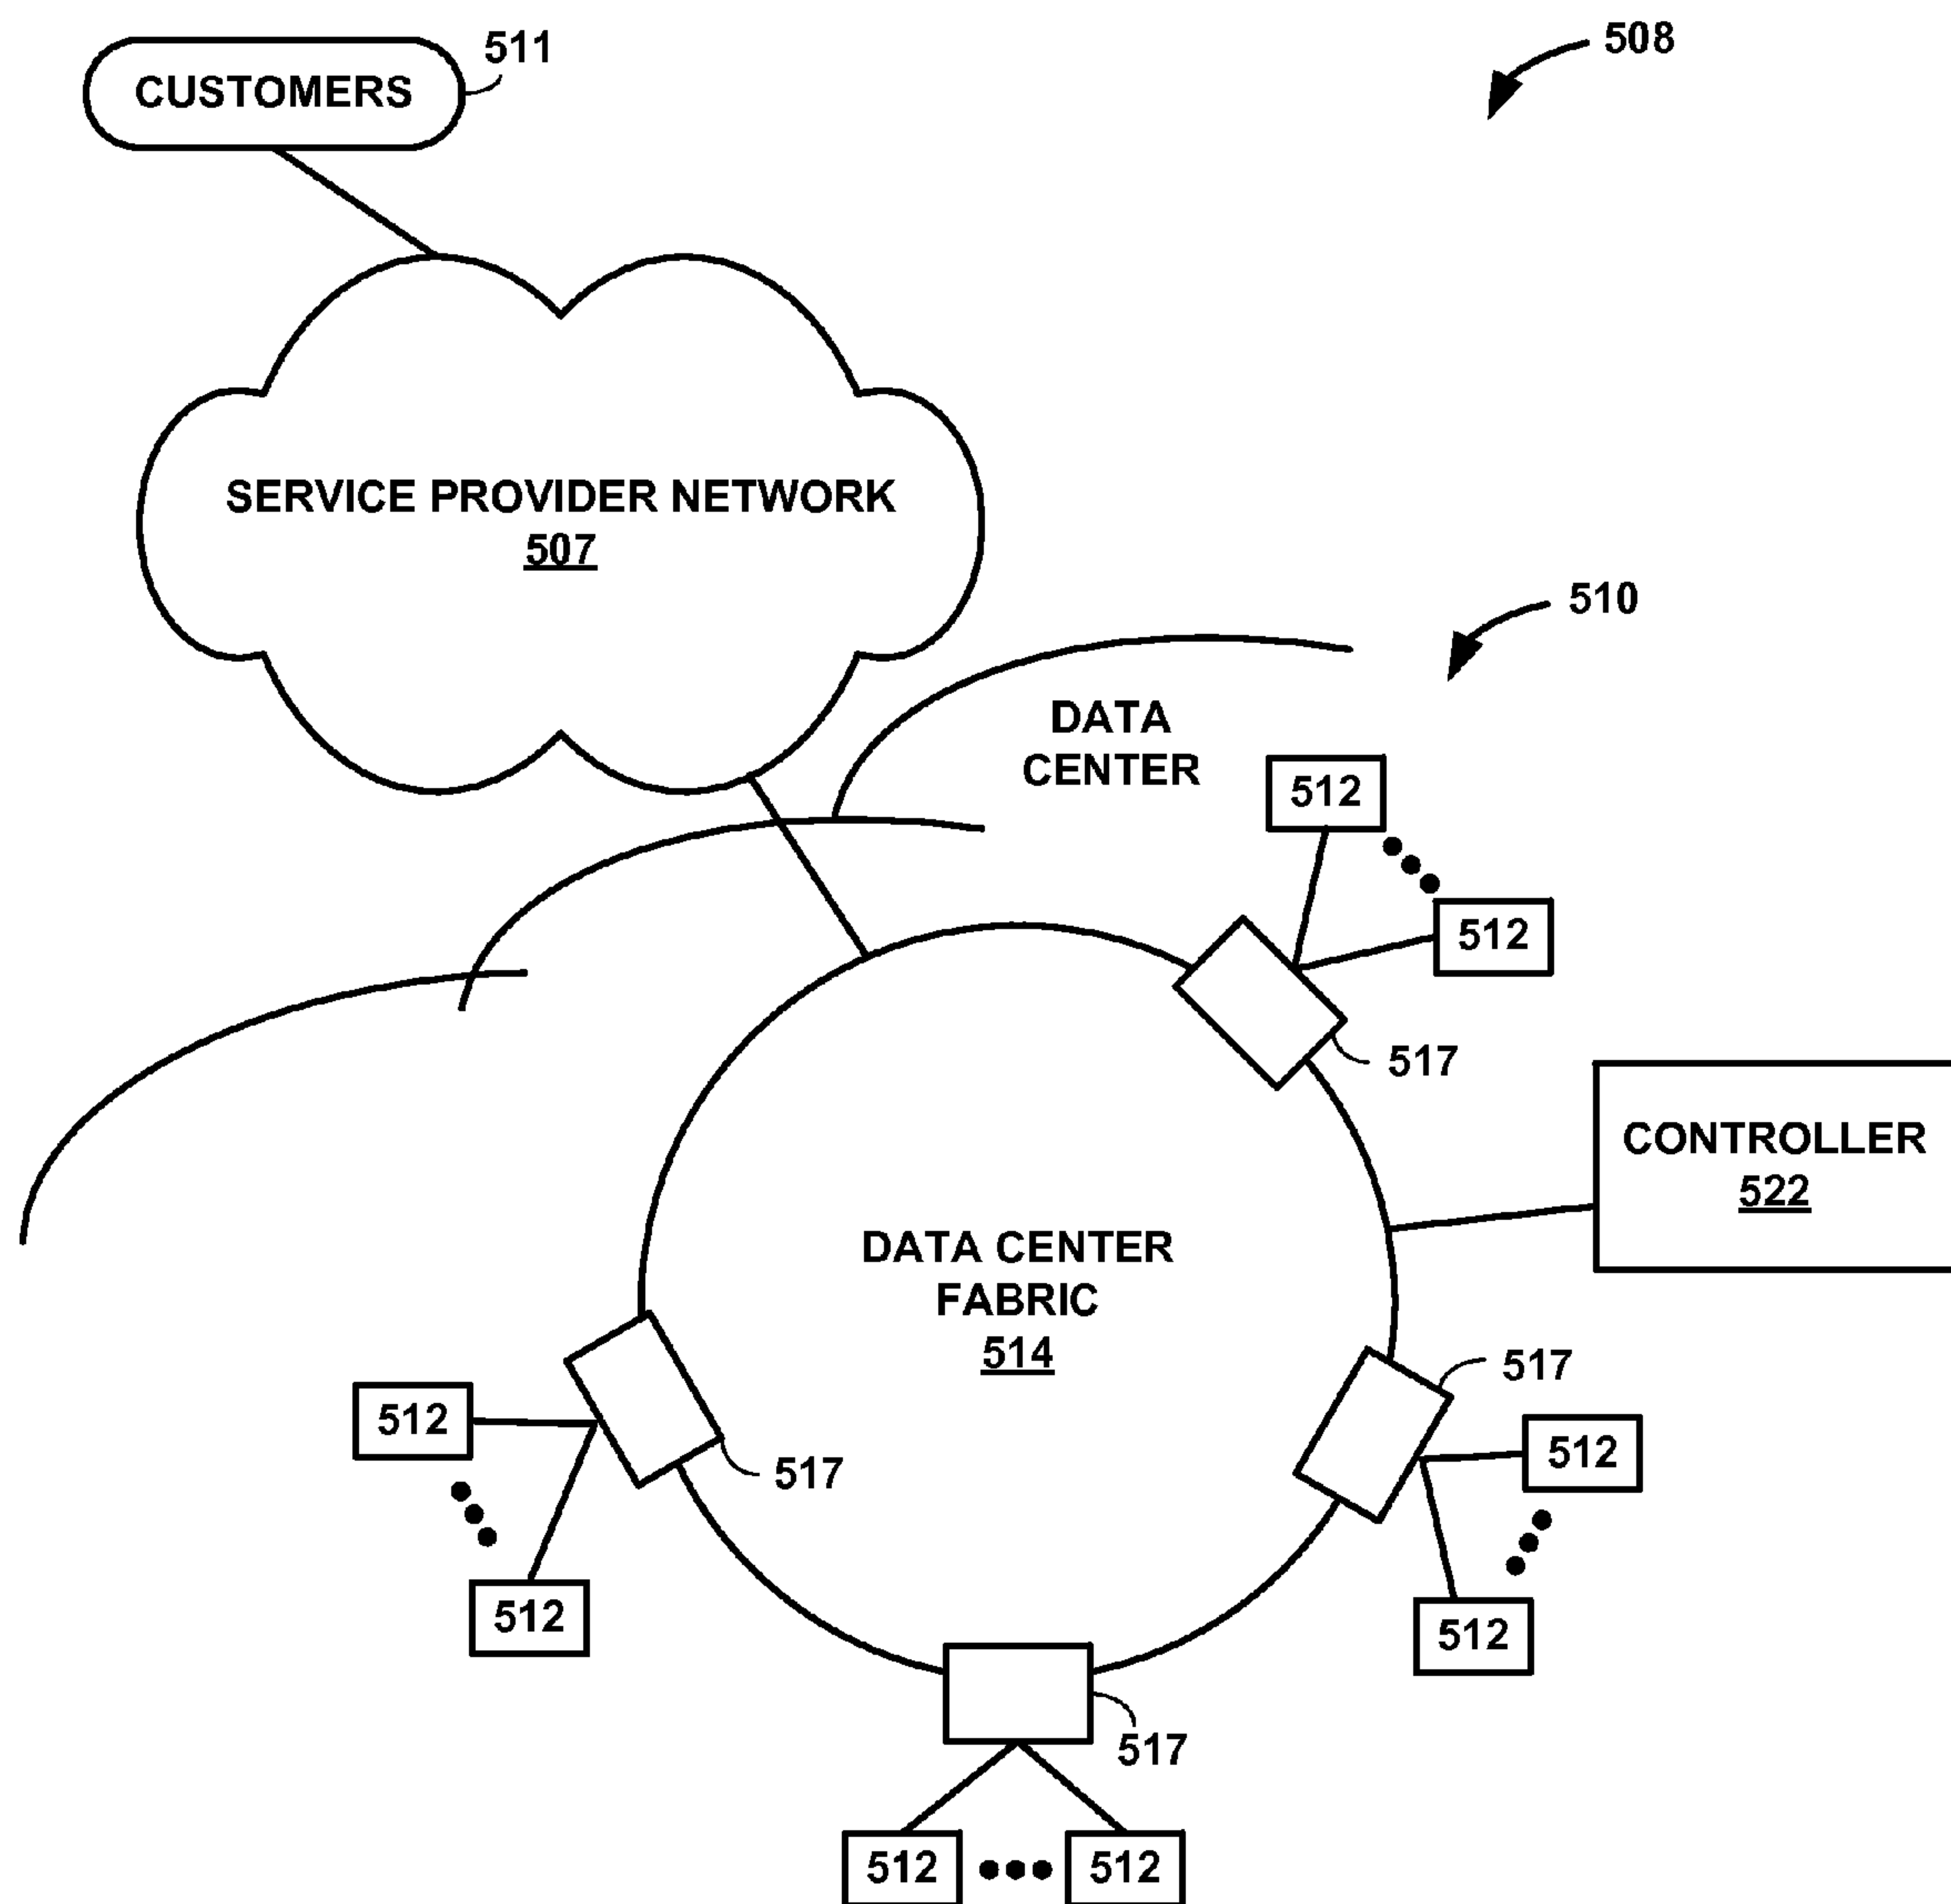 511
508
CUSTOMERS
SERVICE PROVIDER NETWORK
507
510
DATA
CENTER
512
512
517
CONTROLLER
522
DATA CENTER
FABRIC
514
517
512
512
517
512
512
517
512
512